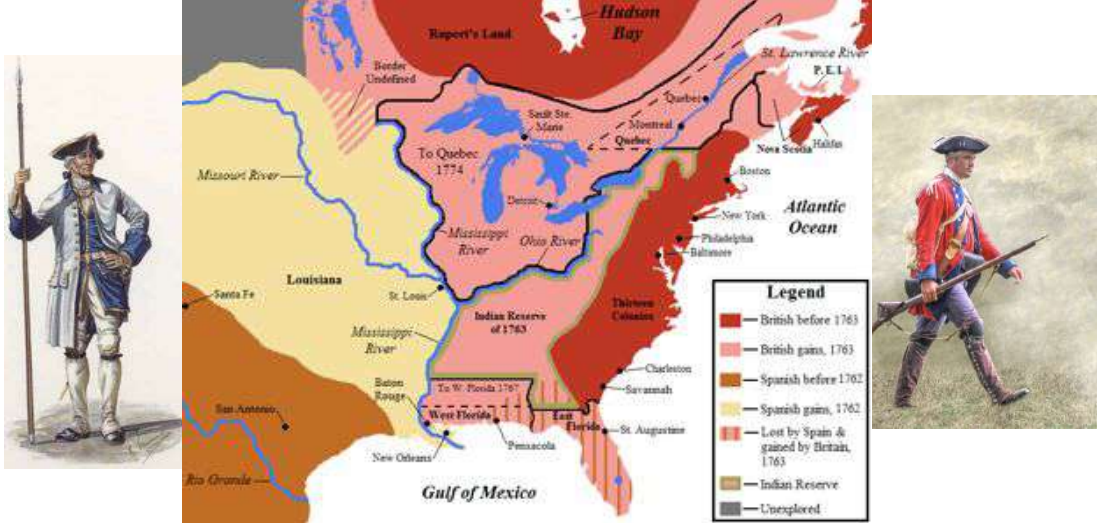 Hudson
Bay
Rupert's Land
St. Lawrence River
P. E. I.
Border
Undefined
Quebec
Sault Ste.
Marie
Montreal
Quebec
Halifax
Nova Scotia
To Quebec
1774
Missouri River
Boston
Detroit
New York
Atlantic
Ocean
Mississippi
River
Ohio River
Philadelphia
Baltimore
Louisiana
St. Louis
Santa Fe
Indian Reserve
of 1763
Thirteen
Colonies
Mississippi
River
Charleston
To W. Florida 1767
Savannah
Baton
Rouge
San Antonio
West Florida
East
Florida
St. Augustine
Pensacola
New Orleans
Rio Grande
Gulf of Mexico
Legend
British before 1763
British gains, 1763
Spanish before 1762
Spanish gains, 1762
Lost by Spain &
gained by Britain,
1763
Indian Reserve
Unexplored